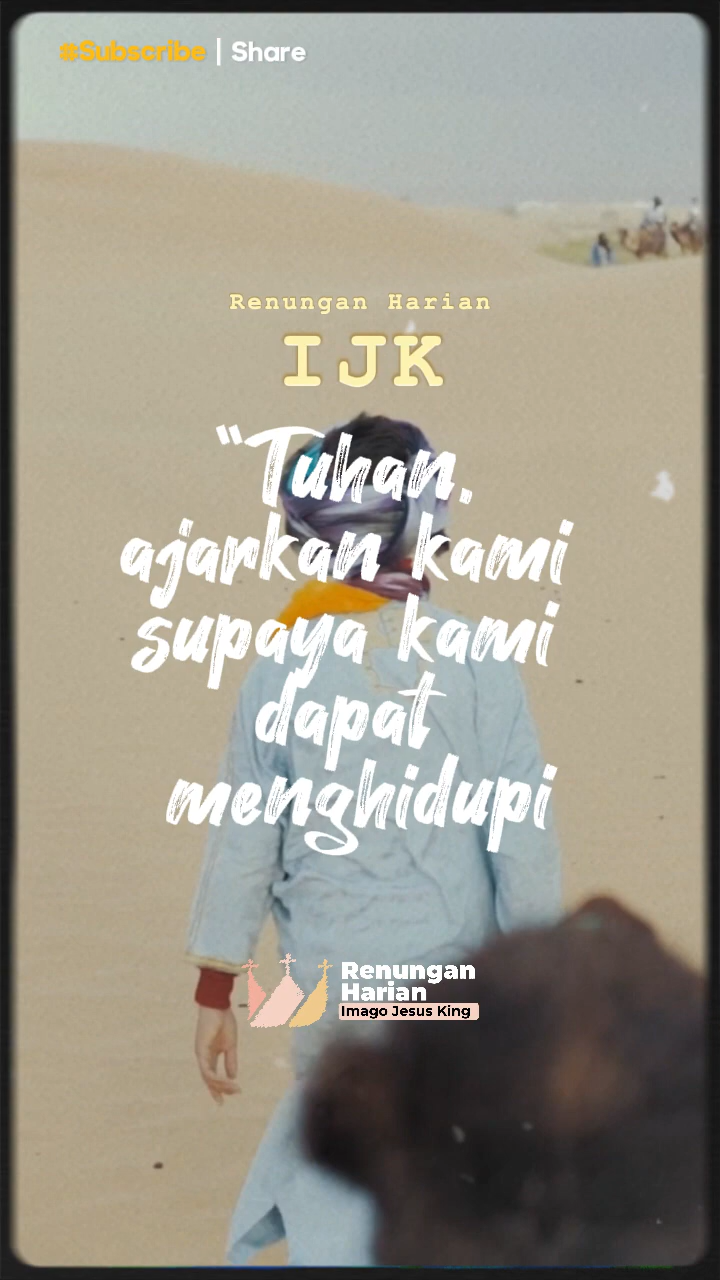 #Subscribe | Share
Renungan Harian
IJK
“Tuhan,
ajarkan kami
supaya kami
dapat
menghidupi
Renungan
Harian
Imago Jesus King